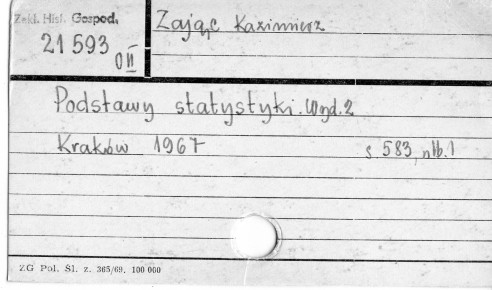 Zakł. Hist. Gospod.
21 593
O II
Zając Kazimierz
Podstawy statystyki. Wyd. 2
Kraków 1967
s. 583, nlb. 1
ZG Pol. Śl. z. 365/69, 100 000